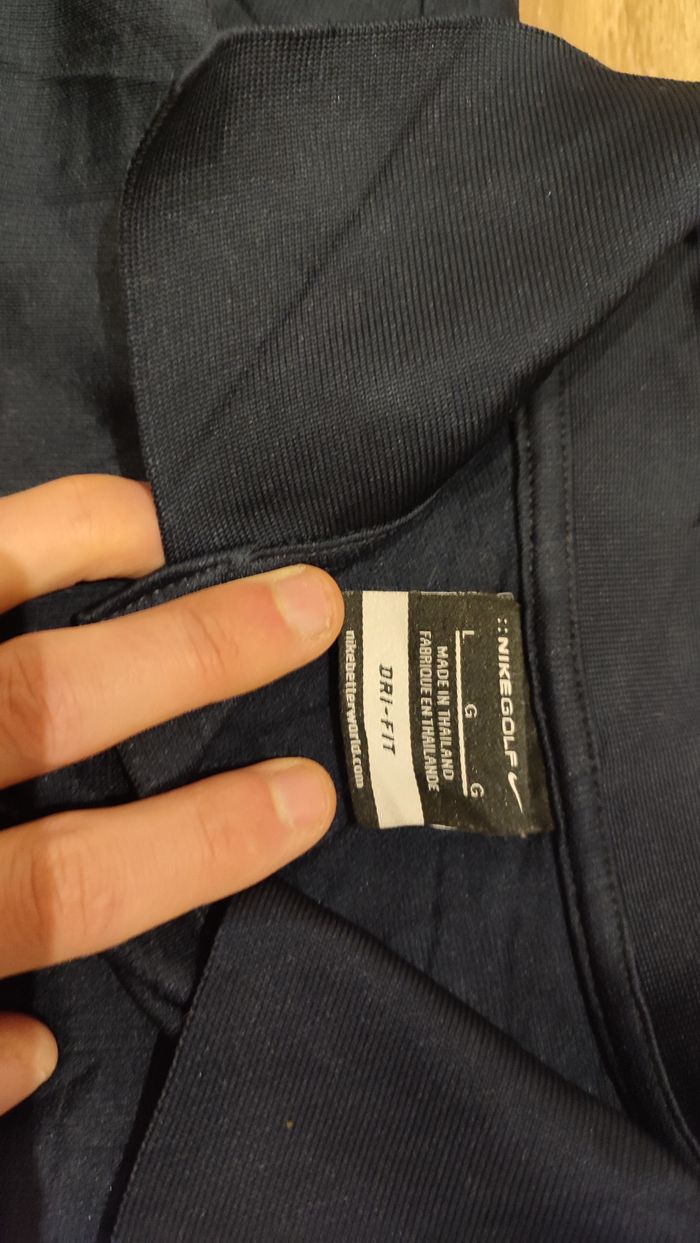 ::NIKEGOLF
L G G
MADE IN THAILAND
FABRIQUE EN THAILANDE
DRI-FIT
nikebetterworld.com